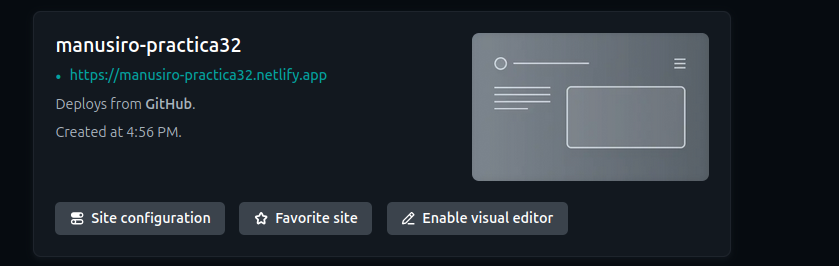 manusiro-practica32
https://manusiro-practica32.netlify.app
Deploys from GitHub.
Created at 4:56 PM.
Site configuration
Favorite site
Enable visual editor